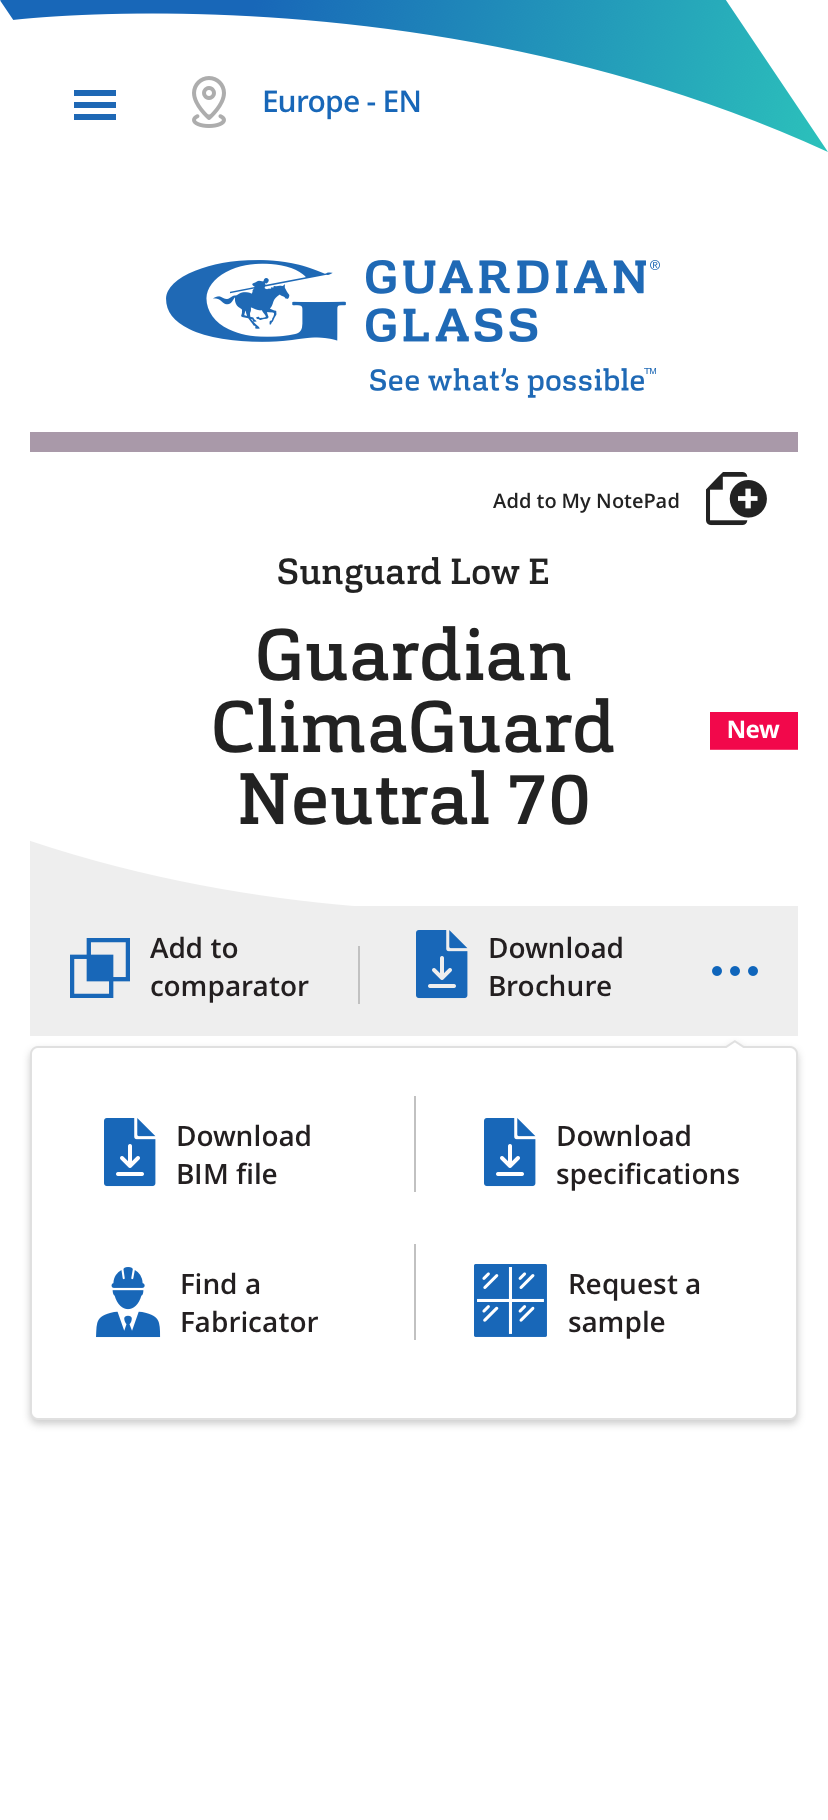 Europe - EN
GUARDIAN®
GLASS
See what's possible™
Add to My NotePad
Sunguard Low E
Guardian
ClimaGuard
Neutral 70
New
Add to
comparator
Download
Brochure
Download
BIM file
Download
specifications
Find a
Fabricator
Request a
sample